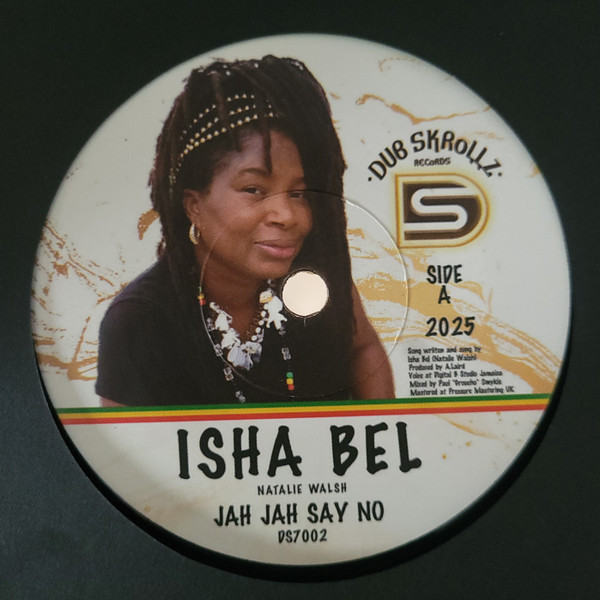 ·DUB SKROLLZ·
RECORDS
DS
SIDE
A
2025
Song written and sung by
Isha Bel (Natalie Walsh)
Produced by A.Laird
Voice at Digital B Studio Jamaica
Mixed by Paul "Groucho" Smykle
Mastered at Pressure Mastering UK
ISHA BEL
NATALIE WALSH
JAH JAH SAY NO
DS7002